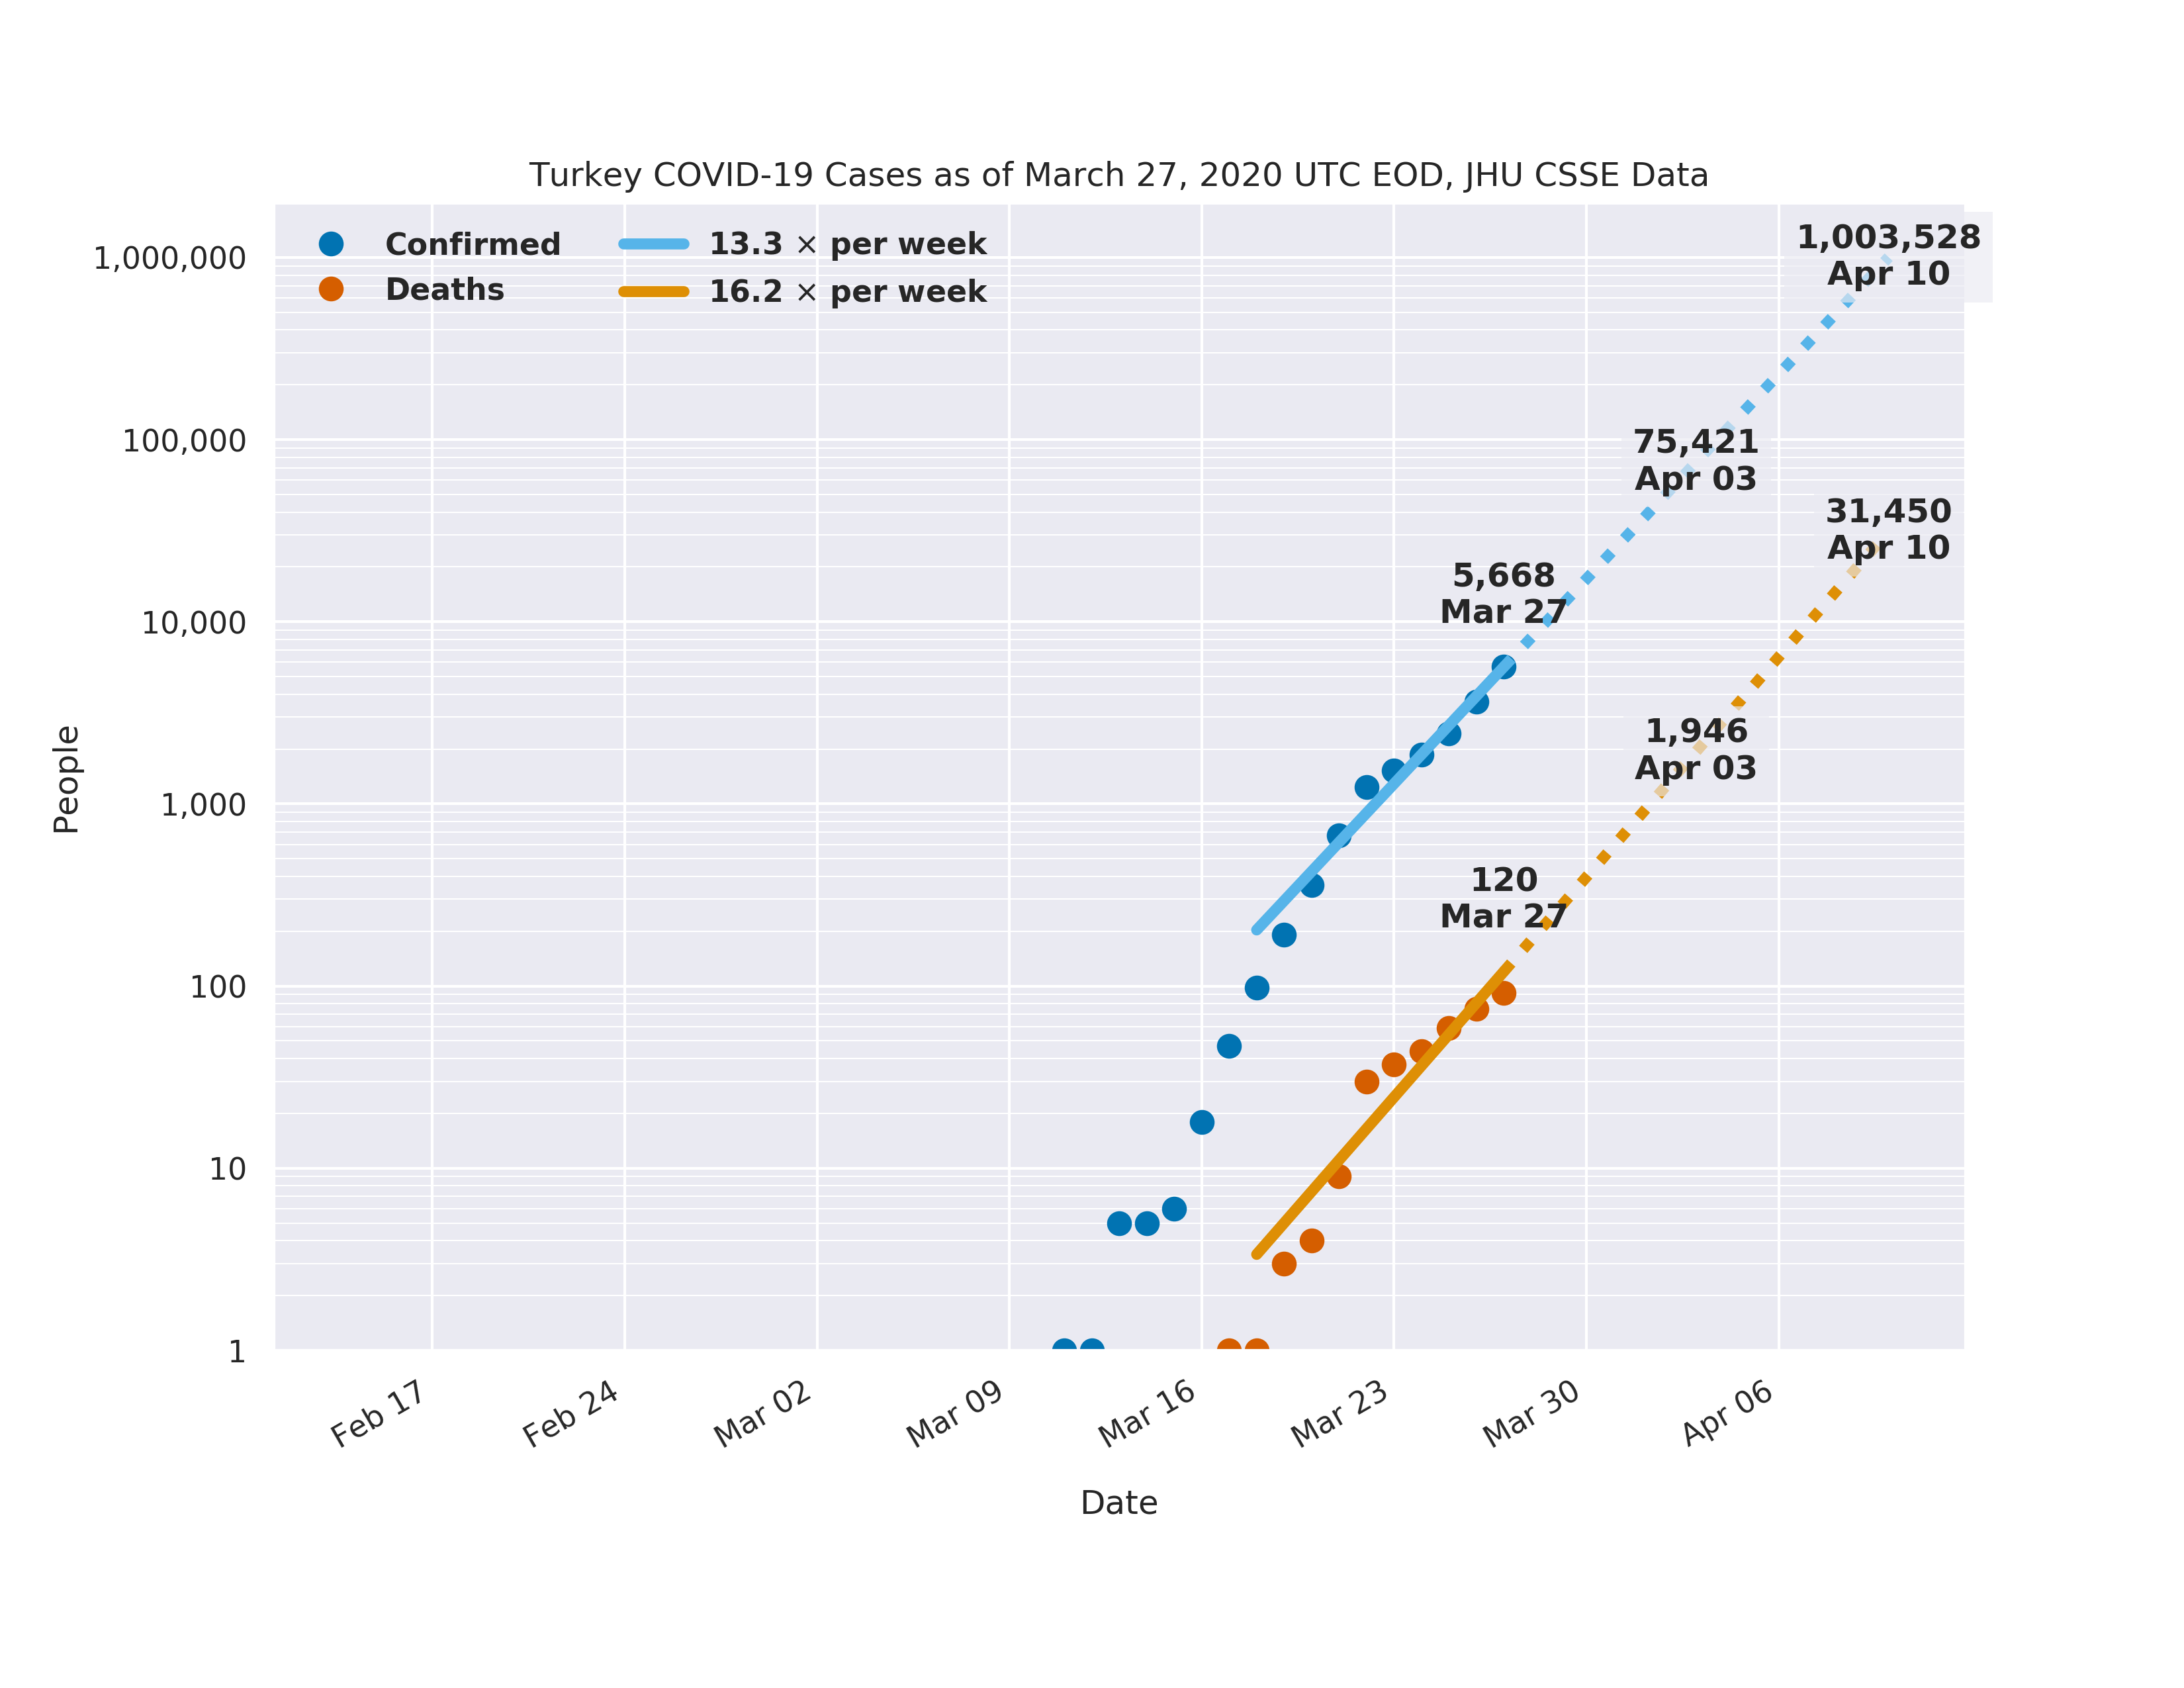 Turkey COVID-19 Cases as of March 27, 2020 UTC EOD, JHU CSSE Data
Confirmed
Deaths
13.3 × per week
16.2 × per week
1,003,528
Apr 10
75,421
Apr 03
31,450
Apr 10
5,668
Mar 27
1,946
Apr 03
120
Mar 27
People
1,000,000
100,000
10,000
1,000
100
10
1
Feb 17
Feb 24
Mar 02
Mar 09
Mar 16
Mar 23
Mar 30
Apr 06
Date